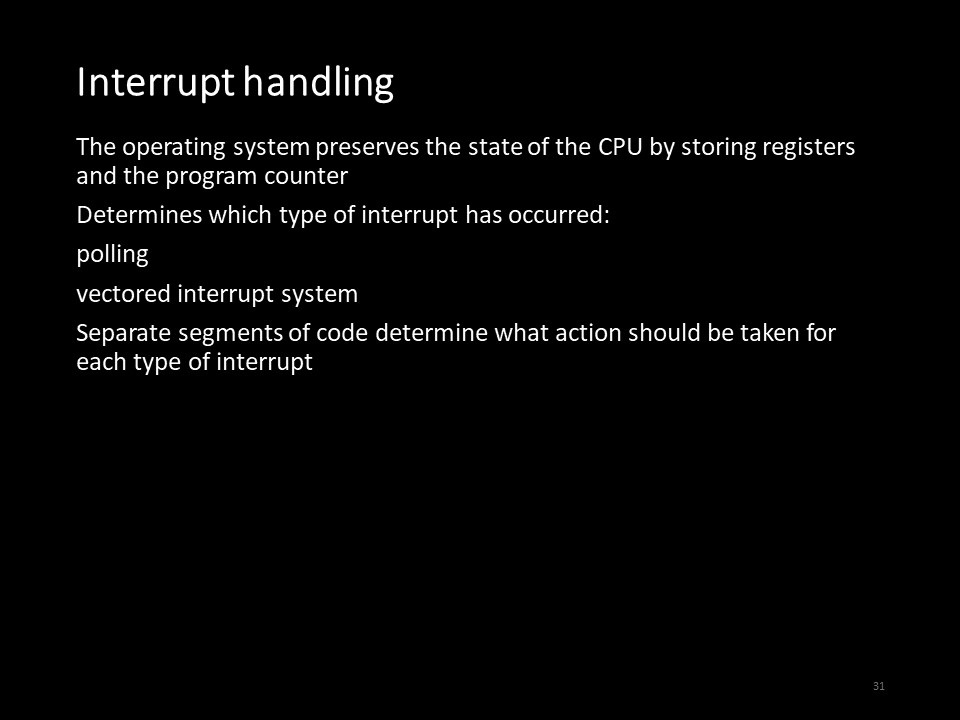 Interrupt handling
The operating system preserves the state of the CPU by storing registers
and the program counter
Determines which type of interrupt has occurred:
polling
vectored interrupt system
Separate segments of code determine what action should be taken for
each type of interrupt
31